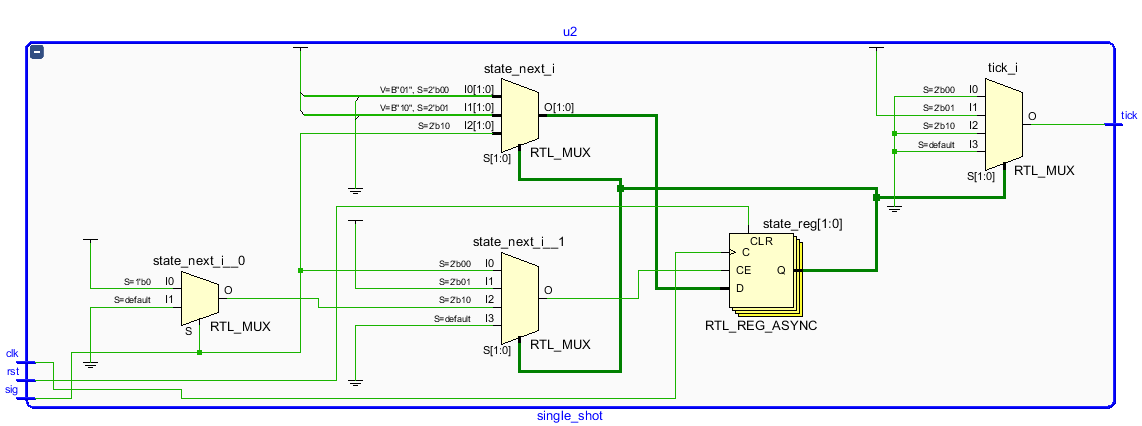 u2
state_next_i
V=B"01", S=2'b00 I0[1:0]
V=B"10", S=2'b01 I1[1:0] O[1:0]
S=2'b10 I2[1:0]
S[1:0] RTL_MUX
tick_i
S=2'b00 I0
S=2'b01 I1
S=2'b10 I2
S=default I3
O
S[1:0] RTL_MUX
tick
state_next_i__0
S=1'b0 I0
S=default I1
O
S RTL_MUX
state_next_i__1
S=2'b00 I0
S=2'b01 I1
S=2'b10 I2
S=default I3
O
S[1:0] RTL_MUX
state_reg[1:0]
CLR
C
CE Q
D
RTL_REG_ASYNC
clk
rst
sig
single_shot